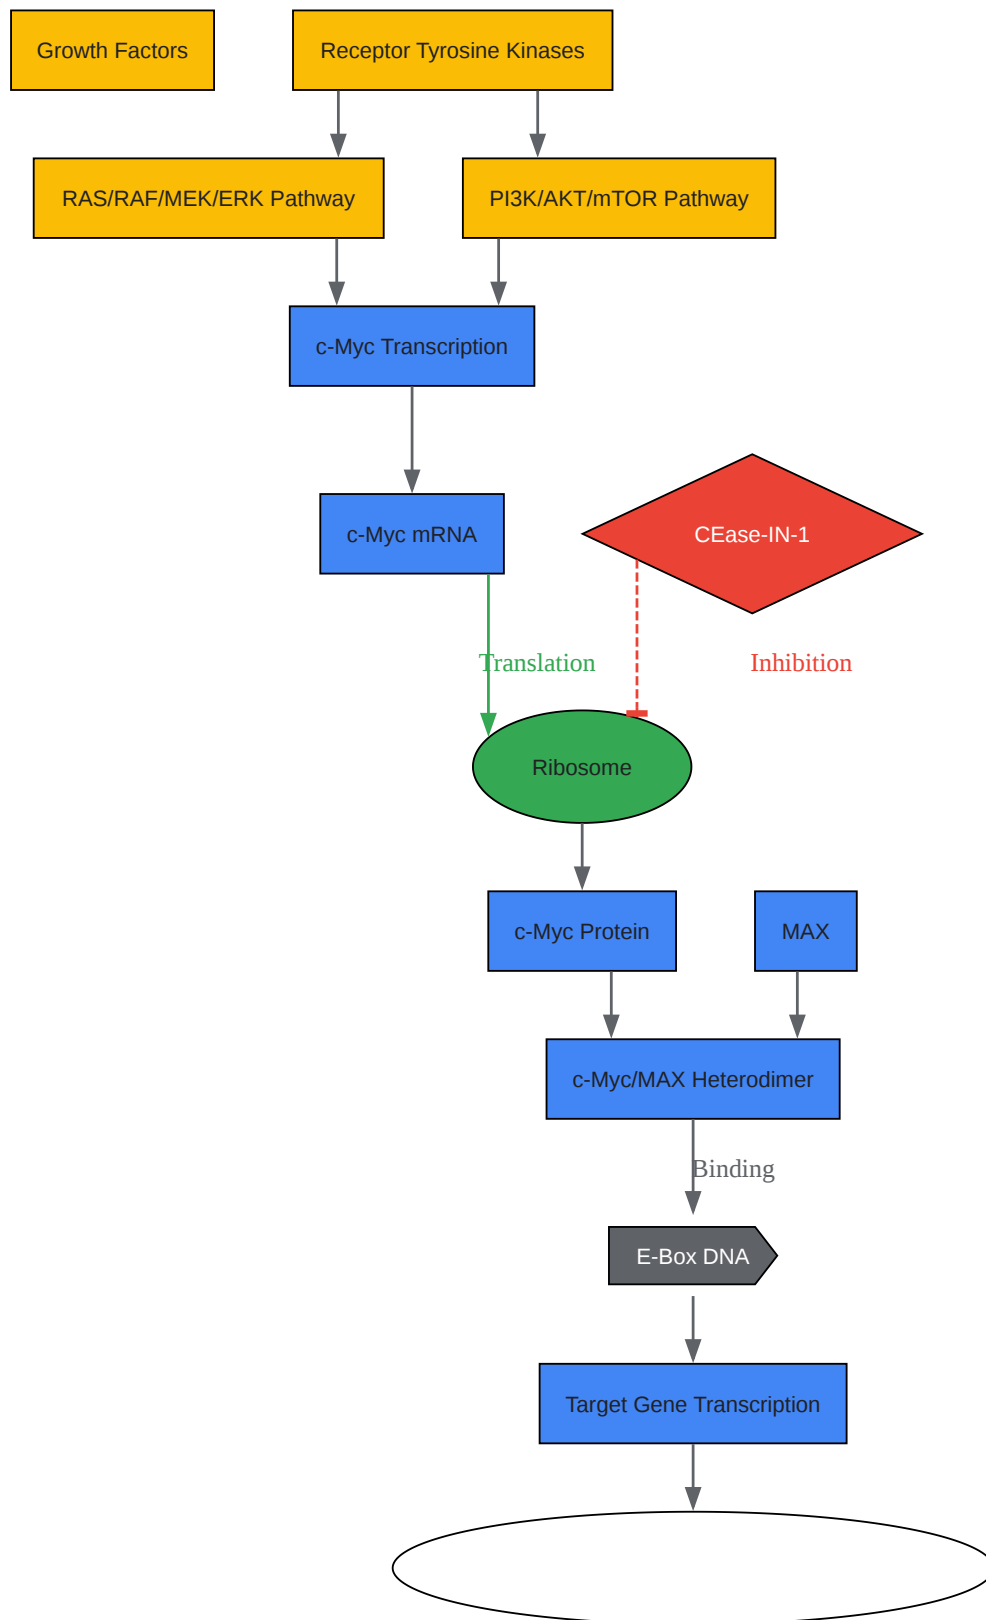 Growth Factors
Receptor Tyrosine Kinases
RAS/RAF/MEK/ERK Pathway
PI3K/AKT/mTOR Pathway
c-Myc Transcription
c-Myc mRNA
CEase-IN-1
Translation
Inhibition
Ribosome
c-Myc Protein
MAX
c-Myc/MAX Heterodimer
Binding
E-Box DNA
Target Gene Transcription